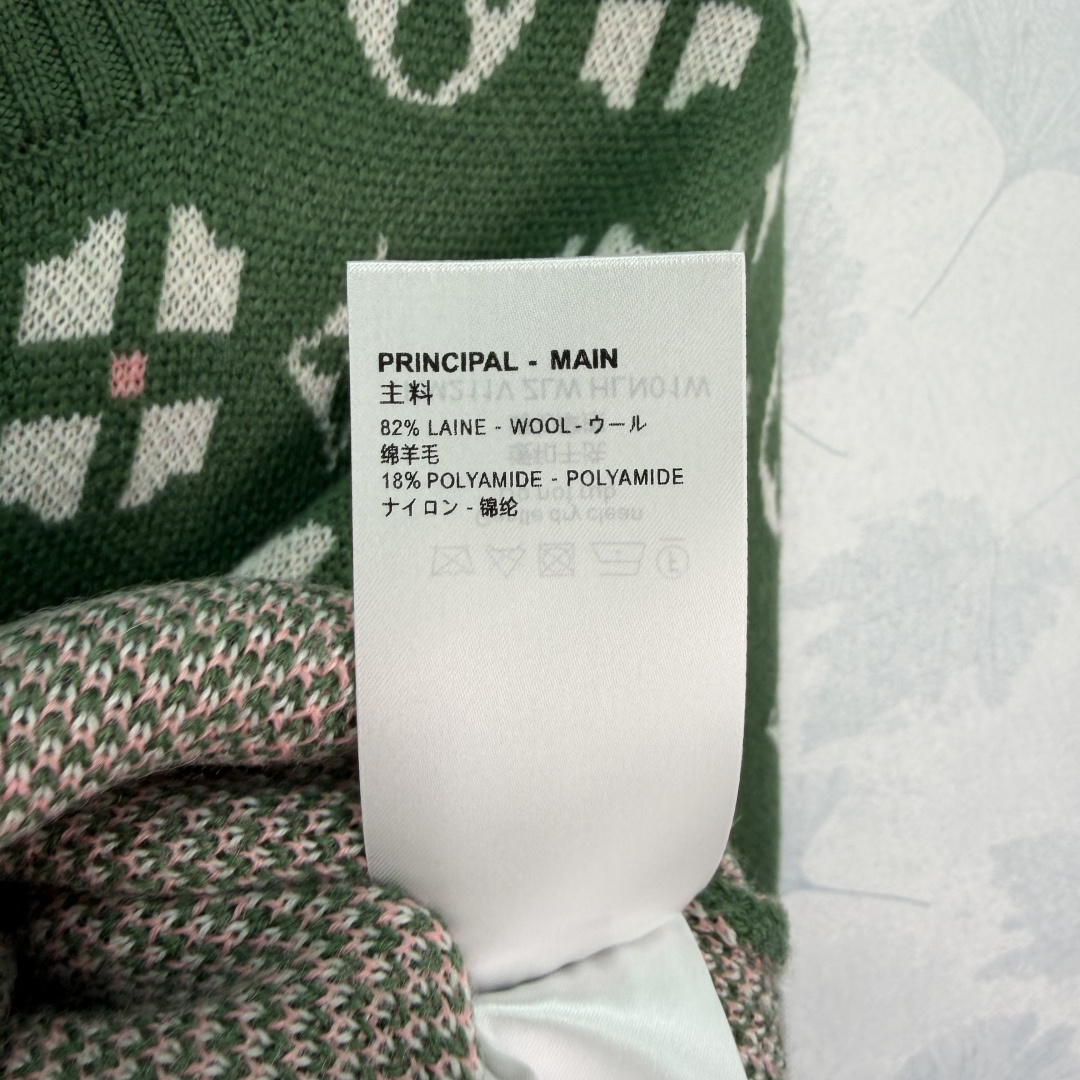 PRINCIPAL - MAIN
主料
82% LAINE - WOOL - ウール
绵羊毛
18% POLYAMIDE - POLYAMIDE
ナイロン - 锦纶